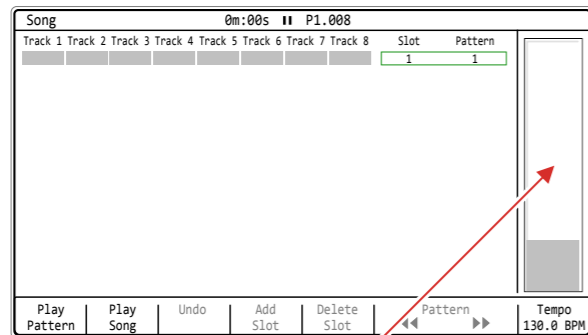 Song 0m:00s P1.008
Track 1 Track 2 Track 3 Track 4 Track 5 Track 6 Track 7 Track 8 Slot Pattern
1 1
Play Pattern
Play Song
Undo
Add Slot
Delete Slot
Pattern
Tempo
130.0 BPM